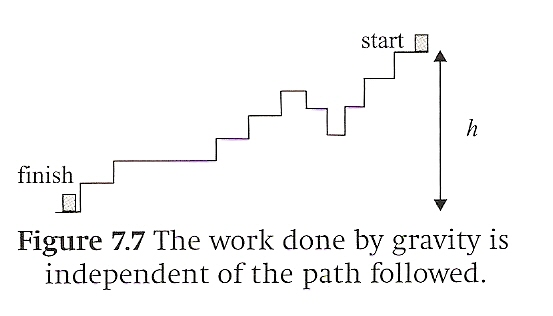 start
h
finish
Figure 7.7 The work done by gravity is
independent of the path followed.